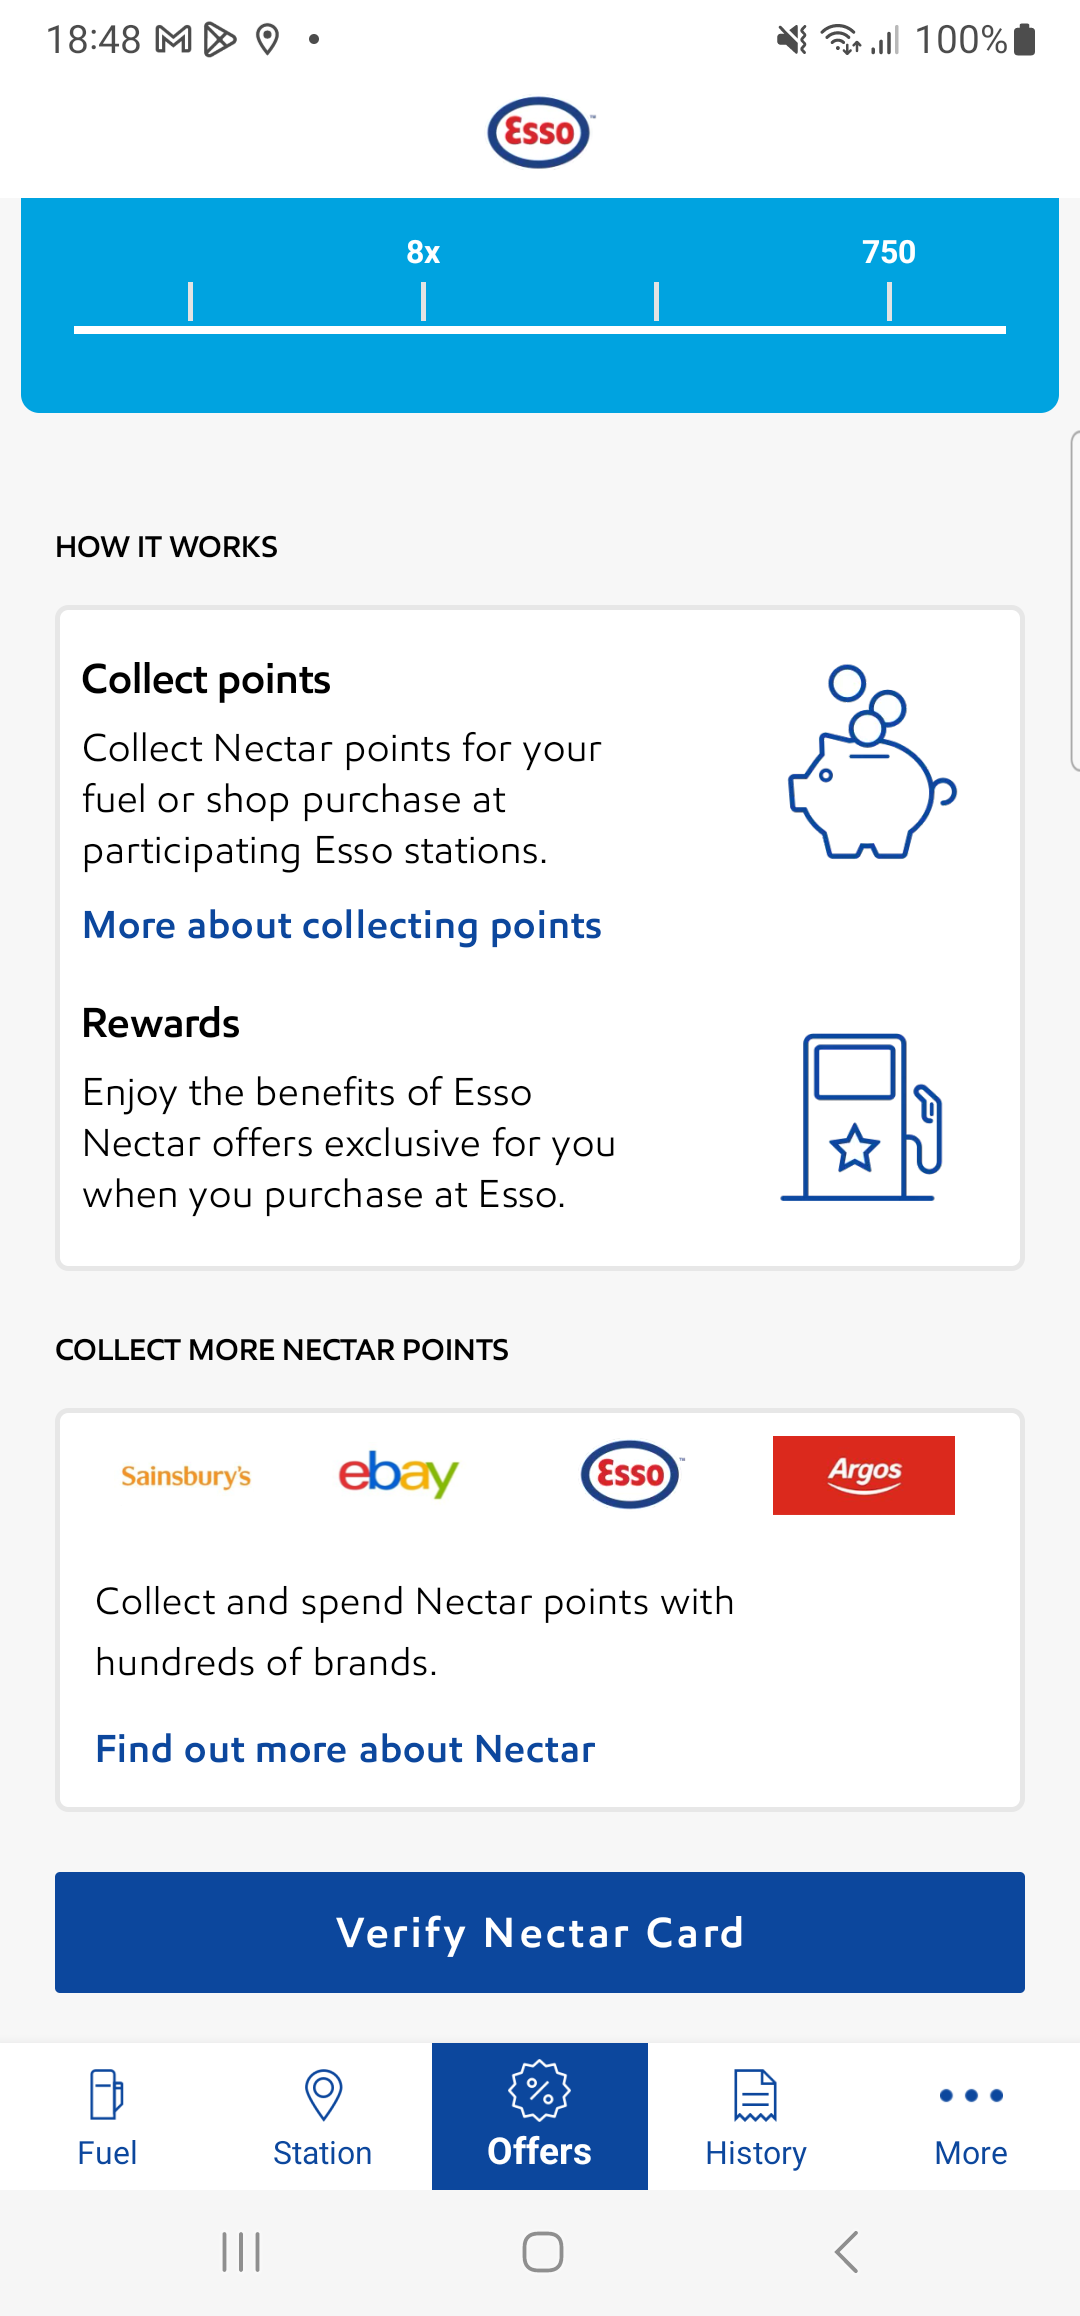 18:48
100%
Esso
8x 750
HOW IT WORKS
Collect points
Collect Nectar points for your
fuel or shop purchase at
participating Esso stations.
More about collecting points
Rewards
Enjoy the benefits of Esso
Nectar offers exclusive for you
when you purchase at Esso.
COLLECT MORE NECTAR POINTS
Sainsbury's ebay Esso Argos
Collect and spend Nectar points with
hundreds of brands.
Find out more about Nectar
Verify Nectar Card
Fuel Station Offers History More